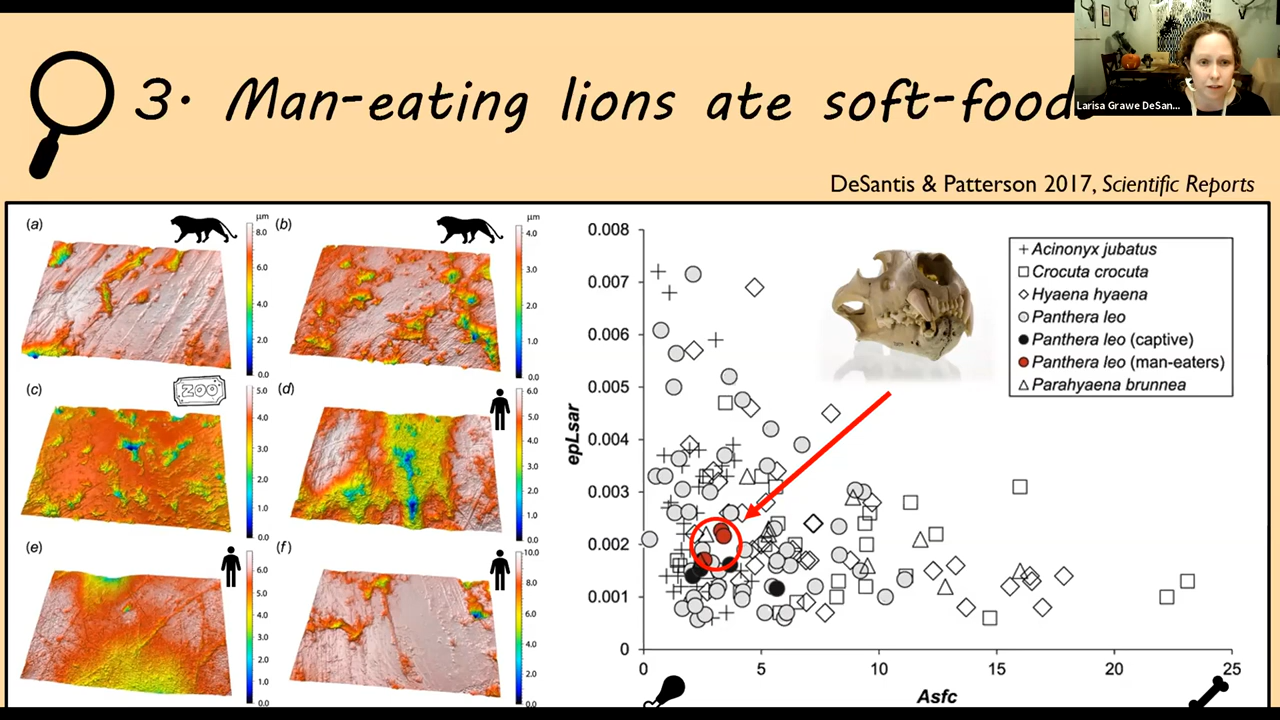 3. Man-eating lions ate soft-foods
Larisa Grawe DeSan...
DeSantis & Patterson 2017, Scientific Reports
(a)
μm
8.0
6.0
4.0
2.0
0.0
(b)
μm
4.0
3.0
2.0
1.0
0.0
(c)
ZOO
5.0
4.0
3.0
2.0
1.0
0.0
(d)
6.0
5.0
4.0
3.0
2.0
1.0
0.0
(e)
6.0
5.0
4.0
3.0
2.0
1.0
0.0
(f)
10.0
8.0
6.0
4.0
2.0
0.0
epLsar
0.008
0.007
0.006
0.005
0.004
0.003
0.002
0.001
0
0 5 10 15 20 25
Asfc
Acinonyx jubatus
Crocuta crocuta
Hyaena hyaena
Panthera leo
Panthera leo (captive)
Panthera leo (man-eaters)
Parahyaena brunnea